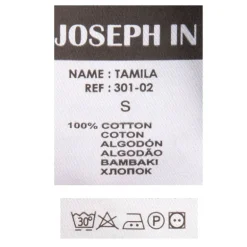 JOSEPH IN
NAME : TAMILA
REF : 301-02
S
100% COTTON
COTON
ALGODÓN
ALGODÃO
BAMBAKI
ХЛОПОК
30° P